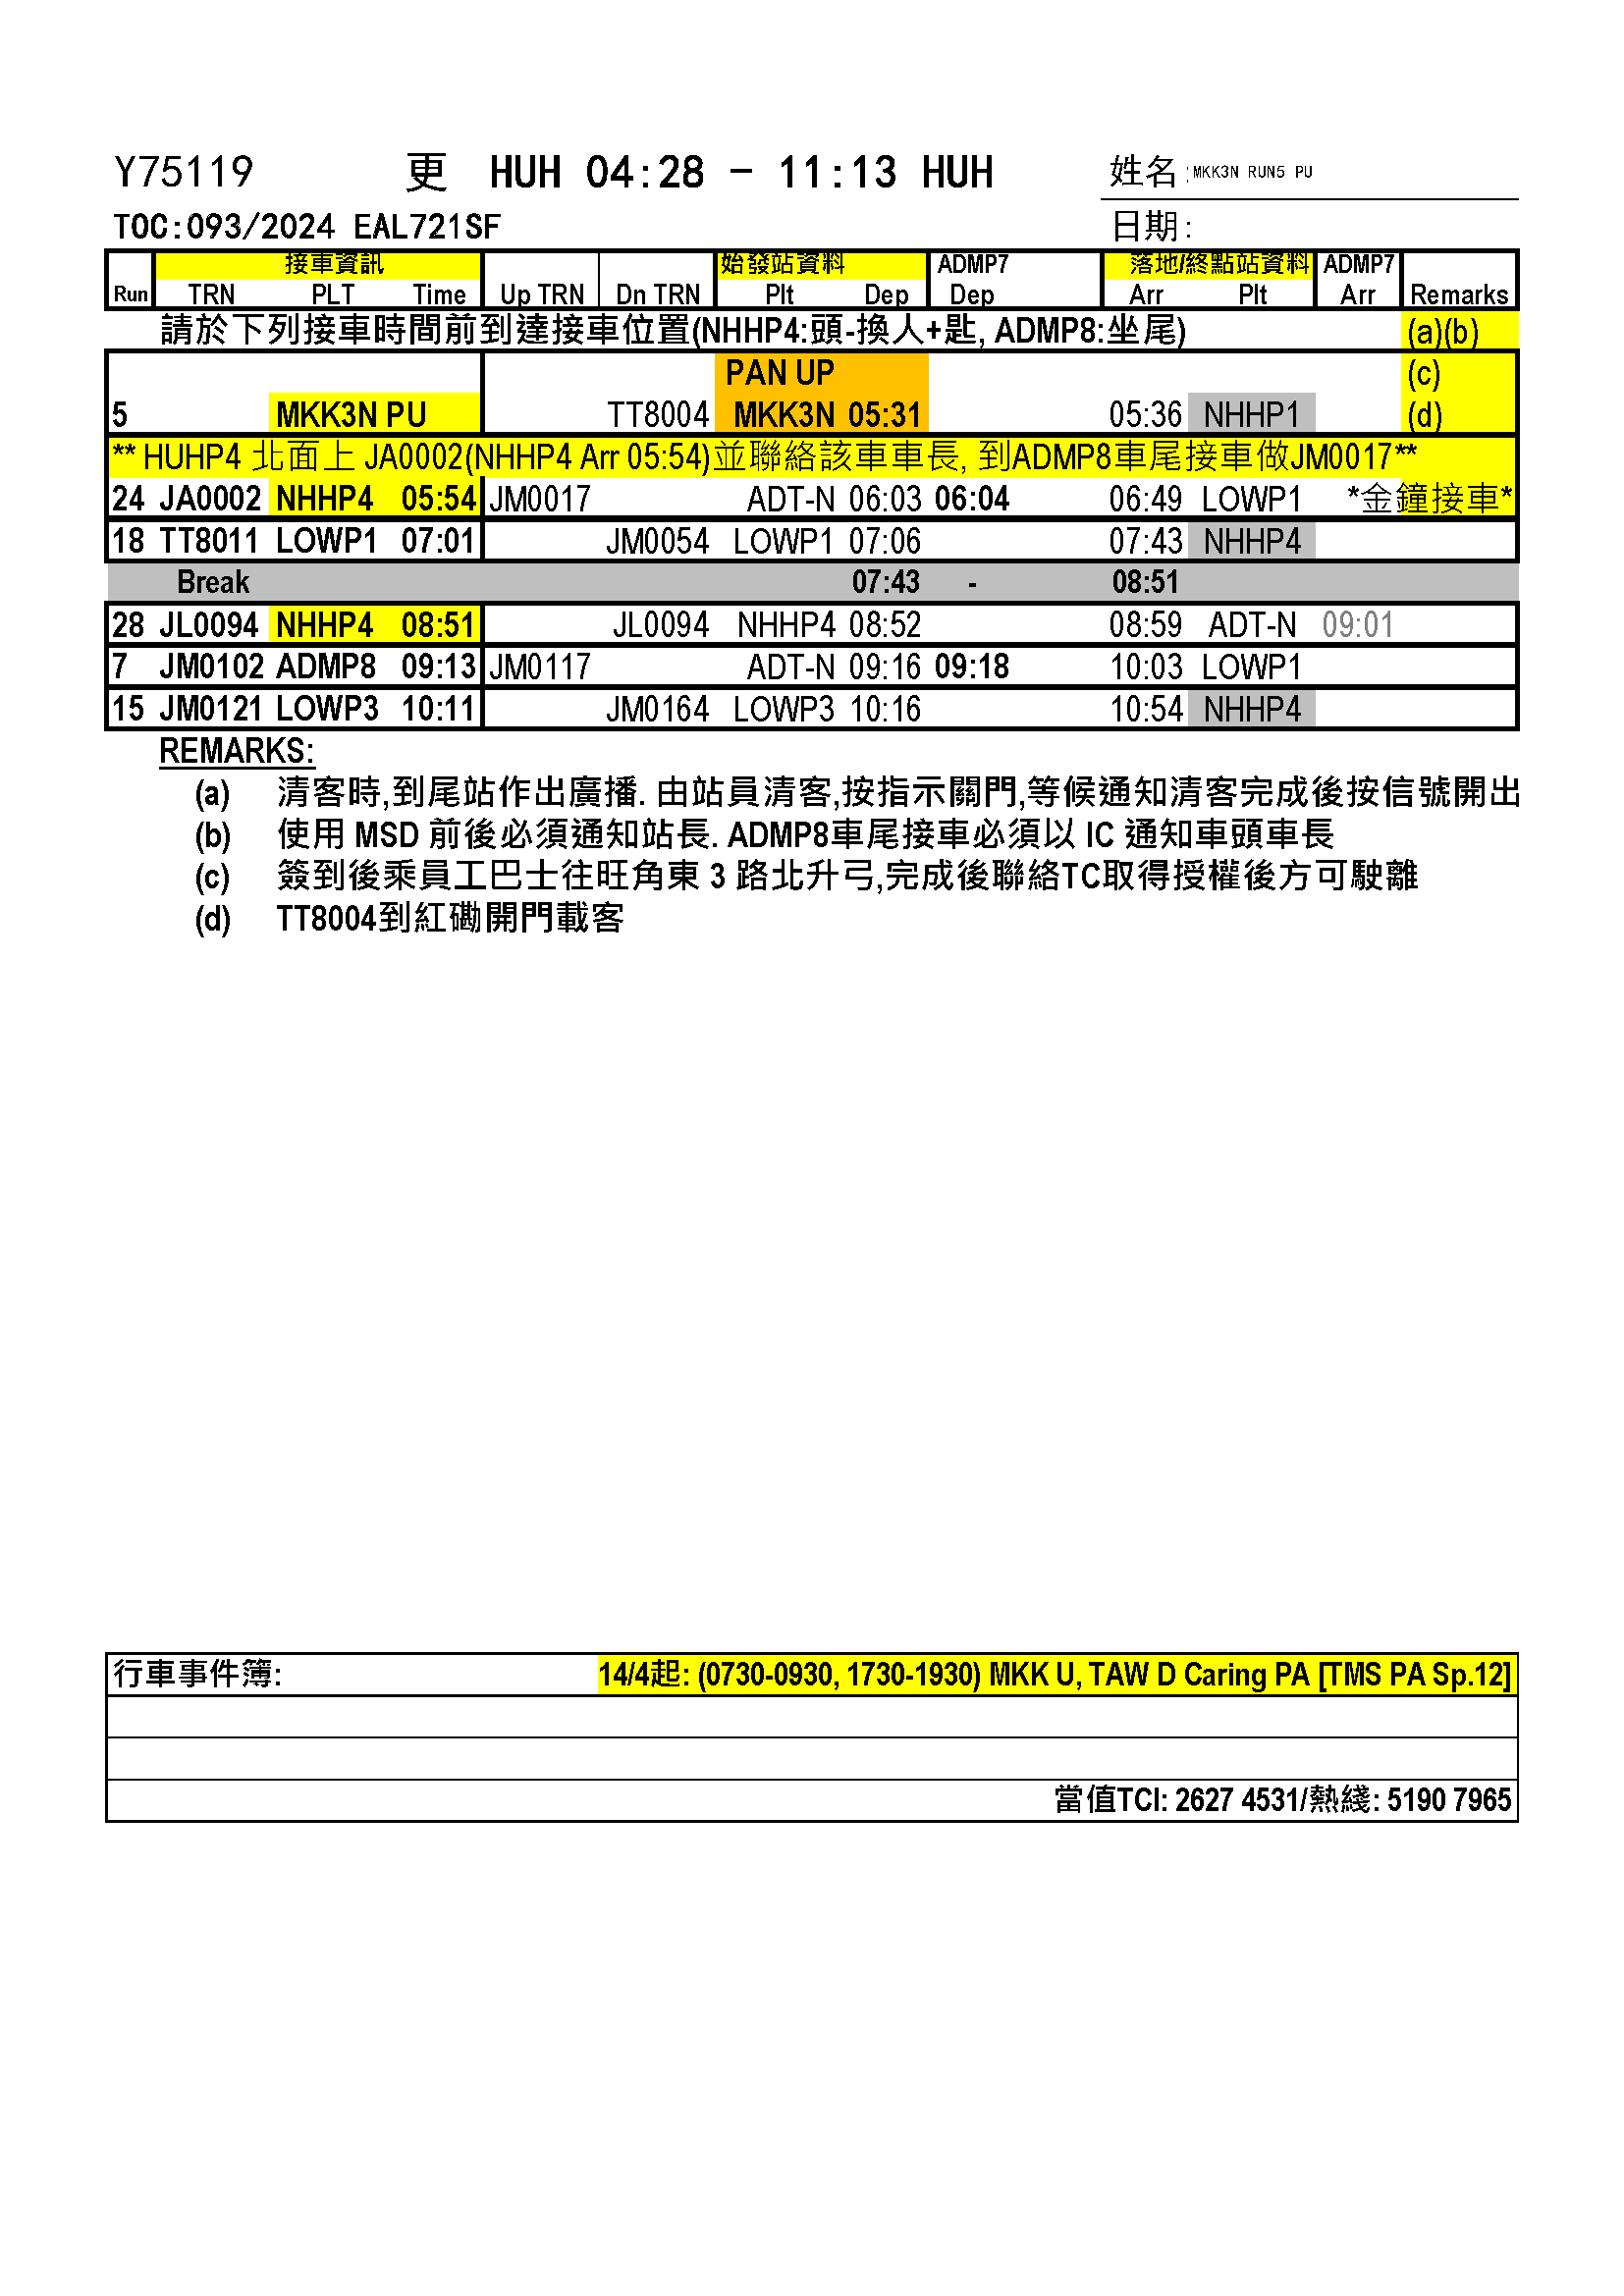 Y75119 更 HUH 04:28 - 11:13 HUH 姓名:MKK3N RUN5 PU
TOC:093/2024 EAL721SF 日期:
接車資訊 始發站資料 ADMP7 落地/終點站資料 ADMP7
Run TRN PLT Time Up TRN Dn TRN Plt Dep Dep Arr Plt Arr Remarks
請於下列接車時間前到達接車位置(NHHP4:頭-換人+匙, ADMP8:坐尾) (a)(b)
PAN UP (c)
5 MKK3N PU TT8004 MKK3N 05:31 05:36 NHHP1 (d)
** HUHP4 北面上 JA0002(NHHP4 Arr 05:54)並聯絡該車車長, 到ADMP8車尾接車做JM0017**
24 JA0002 NHHP4 05:54 JM0017 ADT-N 06:03 06:04 06:49 LOWP1 *金鐘接車*
18 TT8011 LOWP1 07:01 JM0054 LOWP1 07:06 07:43 NHHP4
Break 07:43 - 08:51
28 JL0094 NHHP4 08:51 JL0094 NHHP4 08:52 08:59 ADT-N 09:01
7 JM0102 ADMP8 09:13 JM0117 ADT-N 09:16 09:18 10:03 LOWP1
15 JM0121 LOWP3 10:11 JM0164 LOWP3 10:16 10:54 NHHP4
REMARKS:
(a) 清客時,到尾站作出廣播. 由站員清客,按指示關門,等候通知清客完成後按信號開出
(b) 使用 MSD 前後必須通知站長. ADMP8車尾接車必須以 IC 通知車頭車長
(c) 簽到後乘員工巴士往旺角東 3 路北升弓,完成後聯絡TC取得授權後方可駛離
(d) TT8004到紅磡開門載客
行車事件簿: 14/4起: (0730-0930, 1730-1930) MKK U, TAW D Caring PA [TMS PA Sp.12]
當值TCI: 2627 4531/熱綫: 5190 7965